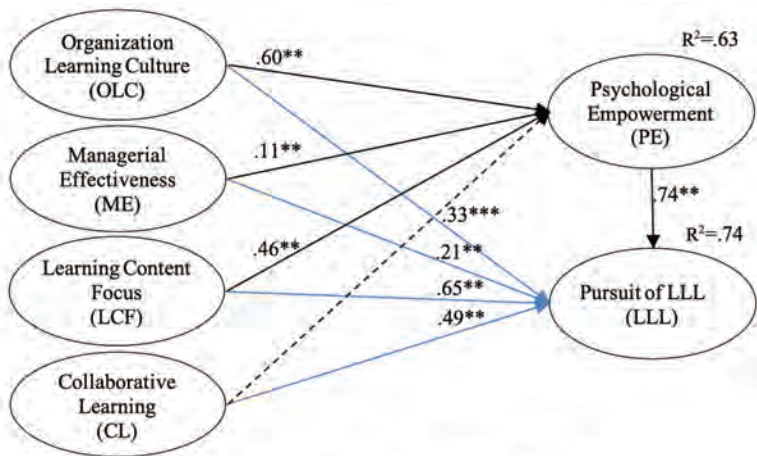 Organization
Learning Culture
(OLC)
Managerial
Effectiveness
(ME)
Learning Content
Focus
(LCF)
Collaborative
Learning
(CL)
.60**
.11**
.46**
.33***
.21**
.65**
.49**
R²=.63
Psychological
Empowerment
(PE)
.74**
R²=.74
Pursuit of LLL
(LLL)